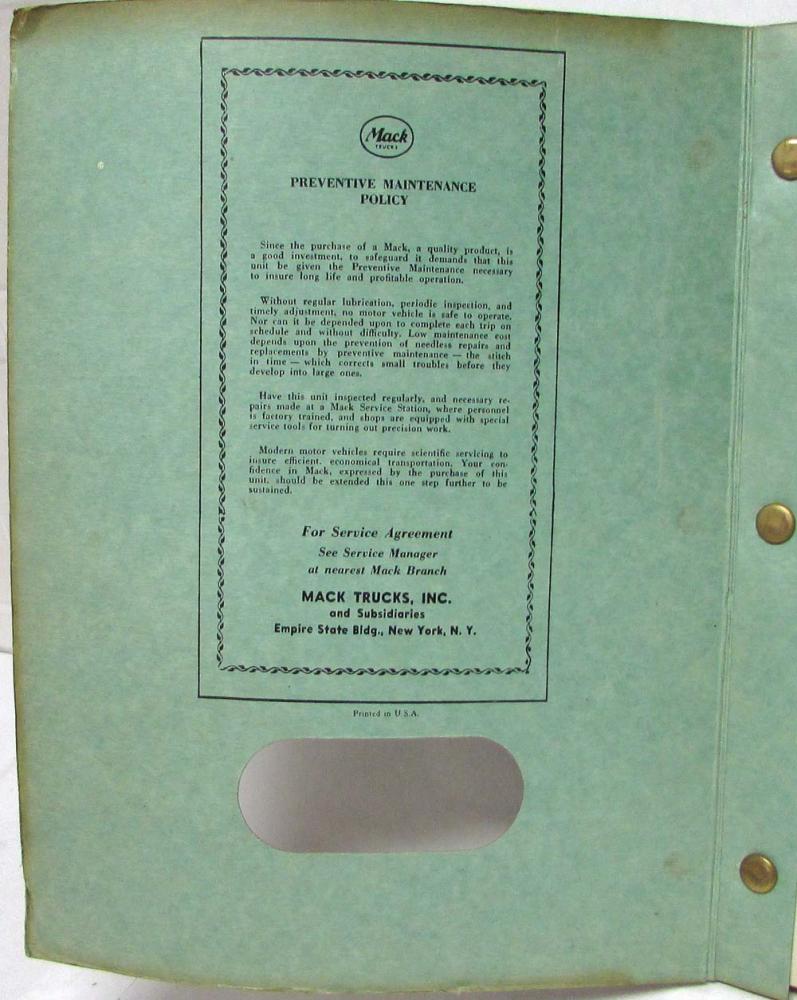 Mack
TRUCKS
PREVENTIVE MAINTENANCE
POLICY
Since the purchase of a Mack, a quality product, is
a good investment, to safeguard it demands that this
unit be given the Preventive Maintenance necessary
to insure long life and profitable operation.
Without regular lubrication, periodic inspection, and
timely adjustment, no motor vehicle is safe to operate.
Nor can it be depended upon to complete each trip on
schedule and without difficulty. Low maintenance cost
depends upon the prevention of needless repairs and
replacements by preventive maintenance — the stitch
in time — which corrects small troubles before they
develop into large ones.
Have this unit inspected regularly, and necessary re-
pairs made at a Mack Service Station, where personnel
is factory trained, and shops are equipped with special
service tools for turning out precision work.
Modern motor vehicles require scientific servicing to
insure efficient, economical transportation. Your con-
fidence in Mack, expressed by the purchase of this
unit, should be extended this one step further to be
sustained.
For Service Agreement
See Service Manager
at nearest Mack Branch
MACK TRUCKS, INC.
and Subsidiaries
Empire State Bldg., New York, N. Y.
Printed in U.S.A.